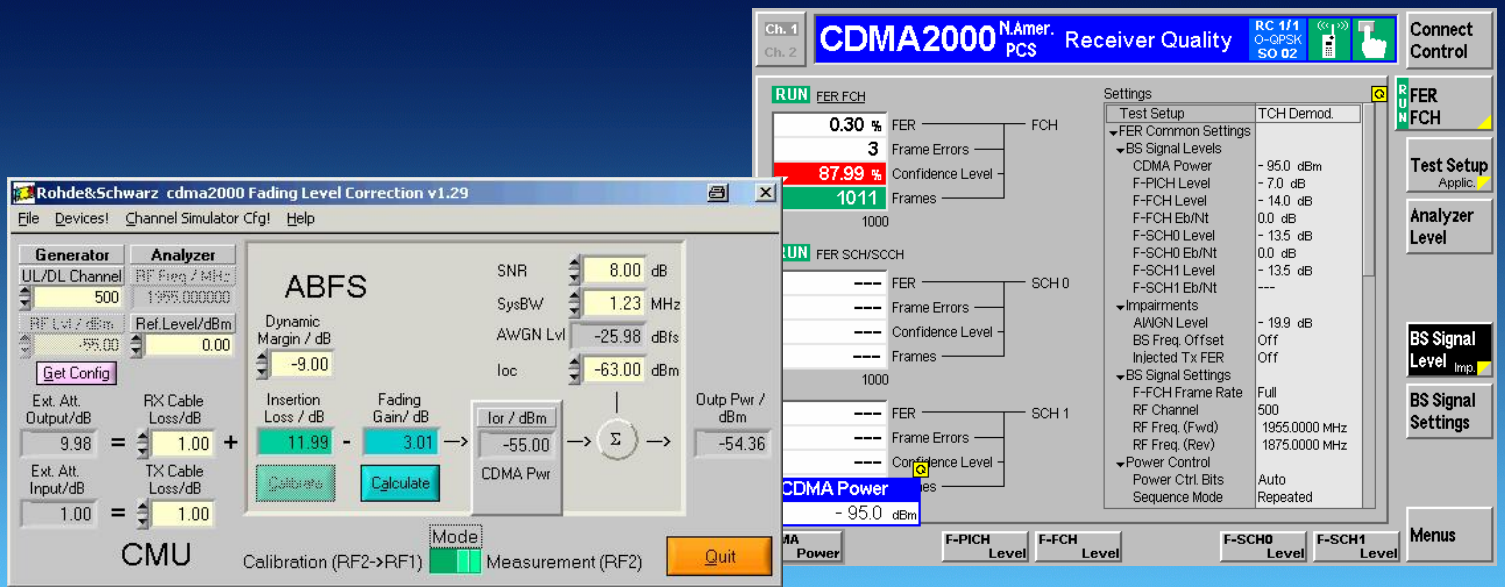 Rohde&Schwarz cdma2000 Fading Level Correction v1.29
File Devices! Channel Simulator Cfg! Help
Generator Analyzer
UL/DL Channel RF Freq / MHz
500 1955.000000
RF Lvl / dBm Ref.Level/dBm
-55.00 0.00
Get Config
Ext. Att. Output/dB RX Cable Loss/dB
9.98 = 1.00 +
Ext. Att. Input/dB TX Cable Loss/dB
1.00 = 1.00
CMU
ABFS
Dynamic Margin / dB
-9.00
SNR 8.00 dB
SysBW 1.23 MHz
AWGN Lvl -25.98 dBfs
Ioc -63.00 dBm
Insertion Loss / dB Fading Gain/ dB
11.99 - 3.01
Calibrate Calculate
Ior / dBm
-55.00
CDMA Pwr
Σ
Outp Pwr / dBm
-54.36
Mode
Calibration (RF2->RF1) Measurement (RF2)
Quit
Ch. 1
Ch. 2
CDMA2000 N.Amer. PCS Receiver Quality
RC 1/1
O-QPSK
SO 02
Connect Control
RUN FER FCH
0.30 % FER FCH
3 Frame Errors
87.99 % Confidence Level
1011 Frames
1000
RUN FER SCH/SCCH
--- FER SCH 0
--- Frame Errors
--- Confidence Level
--- Frames
1000
--- FER SCH 1
--- Frame Errors
--- Confidence Level
es
CDMA Power
- 95.0 dBm
Settings
Q
Q
Test Setup TCH Demod.
FER Common Settings
BS Signal Levels
CDMA Power - 95.0 dBm
F-PICH Level - 7.0 dB
F-FCH Level - 14.0 dB
F-FCH Eb/Nt 0.0 dB
F-SCH0 Level - 13.5 dB
F-SCH0 Eb/Nt 0.0 dB
F-SCH1 Level - 13.5 dB
F-SCH1 Eb/Nt ---
Impairments
AWGN Level - 19.9 dB
BS Freq. Offset Off
Injected Tx FER Off
BS Signal Settings
F-FCH Frame Rate Full
RF Channel 500
RF Freq. (Fwd) 1955.0000 MHz
RF Freq. (Rev) 1875.0000 MHz
Power Control
Power Ctrl. Bits Auto
Sequence Mode Repeated
RUN FER FCH
Test Setup
Applic.
Analyzer Level
BS Signal Level Imp.
BS Signal Settings
Menus
MA Power
F-PICH Level
F-FCH Level
F-SCH0 Level
F-SCH1 Level